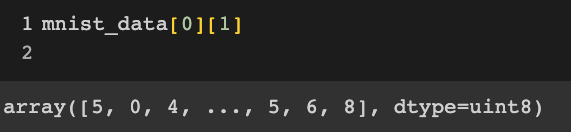 1 mnist_data[0][1]
2
array([5, 0, 4, ..., 5, 6, 8], dtype=uint8)